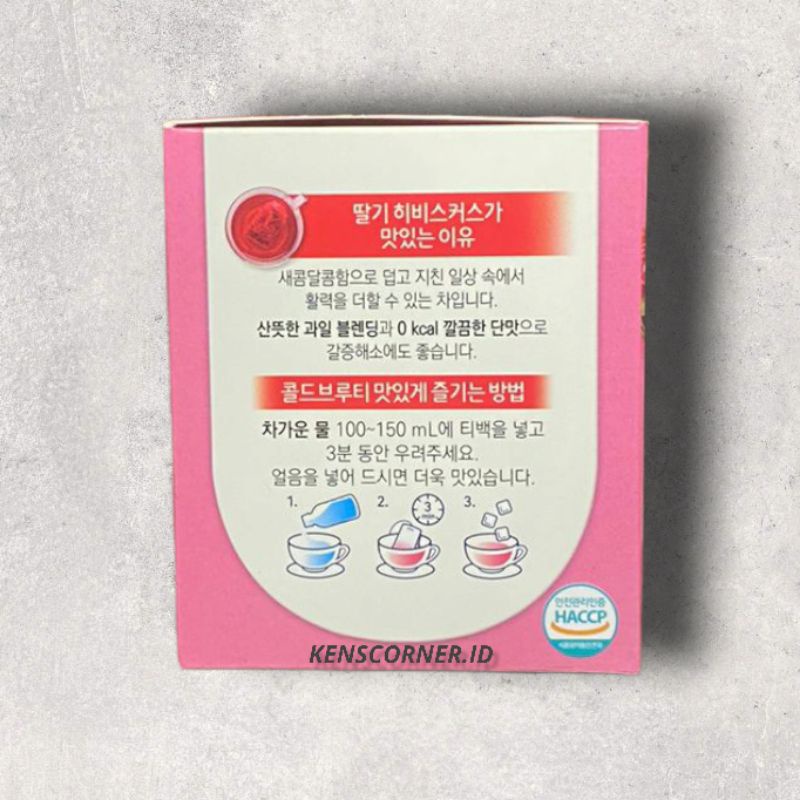 딸기 히비스커스가
맛있는 이유
새콤달콤함으로 덥고 지친 일상 속에서
활력을 더할 수 있는 차입니다.
산뜻한 과일 블렌딩과 0 kcal 깔끔한 단맛으로
갈증해소에도 좋습니다.
콜드브루티 맛있게 즐기는 방법
차가운 물 100~150 mL에 티백을 넣고
3분 동안 우려주세요.
얼음을 넣어 드시면 더욱 맛있습니다.
1. 2. 3.
3
안전관리인증
HACCP
KENSCORNER.ID